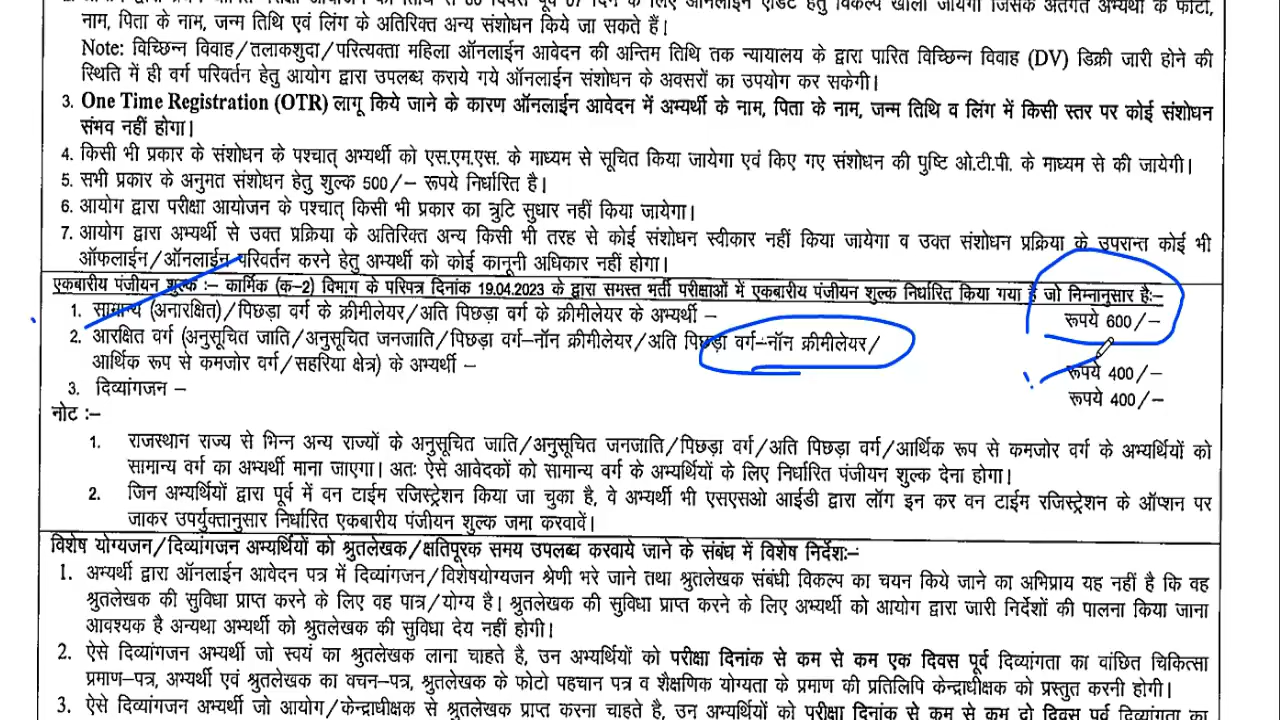 नाम, पिता के नाम, जन्म तिथि एवं लिंग के अतिरिक्त अन्य संशोधन किये जा सकते हैं।
Note: विच्छिन्न विवाह/तलाकशुदा/परित्यक्ता महिला ऑनलाईन आवेदन की अन्तिम तिथि तक न्यायालय के द्वारा पारित विच्छिन्न विवाह (DV) डिक्री जारी होने की
स्थिति में ही वर्ग परिवर्तन हेतु आयोग द्वारा उपलब्ध कराये गये ऑनलाईन संशोधन के अवसरों का उपयोग कर सकेगी।
3. One Time Registration (OTR) लागू किये जाने के कारण ऑनलाईन आवेदन में अभ्यर्थी के नाम, पिता के नाम, जन्म तिथि व लिंग में किसी स्तर पर कोई संशोधन
संभव नहीं होगा।
4. किसी भी प्रकार के संशोधन के पश्चात् अभ्यर्थी को एस.एम.एस. के माध्यम से सूचित किया जायेगा एवं किए गए संशोधन की पुष्टि ओ.टी.पी. के माध्यम से की जायेगी।
5. सभी प्रकार के अनुमत संशोधन हेतु शुल्क 500/– रूपये निर्धारित है।
6. आयोग द्वारा परीक्षा आयोजन के पश्चात् किसी भी प्रकार का त्रुटि सुधार नहीं किया जायेगा।
7. आयोग द्वारा अभ्यर्थी से उक्त प्रक्रिया के अतिरिक्त अन्य किसी भी तरह से कोई संशोधन स्वीकार नहीं किया जायेगा व उक्त संशोधन प्रक्रिया के उपरान्त कोई भी
ऑफलाईन/ऑनलाईन परिवर्तन करने हेतु अभ्यर्थी को कोई कानूनी अधिकार नहीं होगा।
एकबारीय पंजीयन शुल्क :– कार्मिक (क–2) विभाग के परिपत्र दिनांक 19.04.2023 के द्वारा समस्त भर्ती परीक्षाओं में एकबारीय पंजीयन शुल्क निर्धारित किया गया है जो निम्नानुसार है:–
1. सामान्य (अनारक्षित)/पिछड़ा वर्ग के क्रीमीलेयर/अति पिछड़ा वर्ग के क्रीमीलेयर के अभ्यर्थी – रूपये 600/–
2. आरक्षित वर्ग (अनुसूचित जाति/अनुसूचित जनजाति/पिछड़ा वर्ग–नॉन क्रीमीलेयर/अति पिछड़ा वर्ग–नॉन क्रीमीलेयर/
आर्थिक रूप से कमजोर वर्ग/सहरिया क्षेत्र) के अभ्यर्थी – रूपये 400/–
3. दिव्यांगजन – रूपये 400/–
नोट :–
1. राजस्थान राज्य से भिन्न अन्य राज्यों के अनुसूचित जाति/अनुसूचित जनजाति/पिछड़ा वर्ग/अति पिछड़ा वर्ग/आर्थिक रूप से कमजोर वर्ग के अभ्यर्थियों को
सामान्य वर्ग का अभ्यर्थी माना जाएगा। अतः ऐसे आवेदकों को सामान्य वर्ग के अभ्यर्थियों के लिए निर्धारित पंजीयन शुल्क देना होगा।
2. जिन अभ्यर्थियों द्वारा पूर्व में वन टाईम रजिस्ट्रेशन किया जा चुका है, वे अभ्यर्थी भी एसएसओ आईडी द्वारा लॉग इन कर वन टाईम रजिस्ट्रेशन के ऑप्शन पर
जाकर उपर्युक्तानुसार निर्धारित एकबारीय पंजीयन शुल्क जमा करवावें।
विशेष योग्यजन/दिव्यांगजन अभ्यर्थियों को श्रुतलेखक/क्षतिपूरक समय उपलब्ध करवाये जाने के संबंध में विशेष निर्देश:–
1. अभ्यर्थी द्वारा ऑनलाईन आवेदन पत्र में दिव्यांगजन/विशेषयोग्यजन श्रेणी भरे जाने तथा श्रुतलेखक संबंधी विकल्प का चयन किये जाने का अभिप्राय यह नहीं है कि वह
श्रुतलेखक की सुविधा प्राप्त करने के लिए वह पात्र/योग्य है। श्रुतलेखक की सुविधा प्राप्त करने के लिए अभ्यर्थी को आयोग द्वारा जारी निर्देशों की पालना किया जाना
आवश्यक है अन्यथा अभ्यर्थी को श्रुतलेखक की सुविधा देय नहीं होगी।
2. ऐसे दिव्यांगजन अभ्यर्थी जो स्वयं का श्रुतलेखक लाना चाहते है, उन अभ्यर्थियों को परीक्षा दिनांक से कम से कम एक दिवस पूर्व दिव्यांगता का वांछित चिकित्सा
प्रमाण–पत्र, अभ्यर्थी एवं श्रुतलेखक का वचन–पत्र, श्रुतलेखक के फोटो पहचान पत्र व शैक्षणिक योग्यता के प्रमाण की प्रतिलिपि केन्द्राधीक्षक को प्रस्तुत करनी होगी।
3. ऐसे दिव्यांगजन अभ्यर्थी जो आयोग/केन्द्राधीक्षक से श्रुतलेखक प्राप्त करना चाहते है, उन अभ्यर्थियों को परीक्षा दिनांक से कम से कम दो दिवस पूर्व दिव्यांगता का